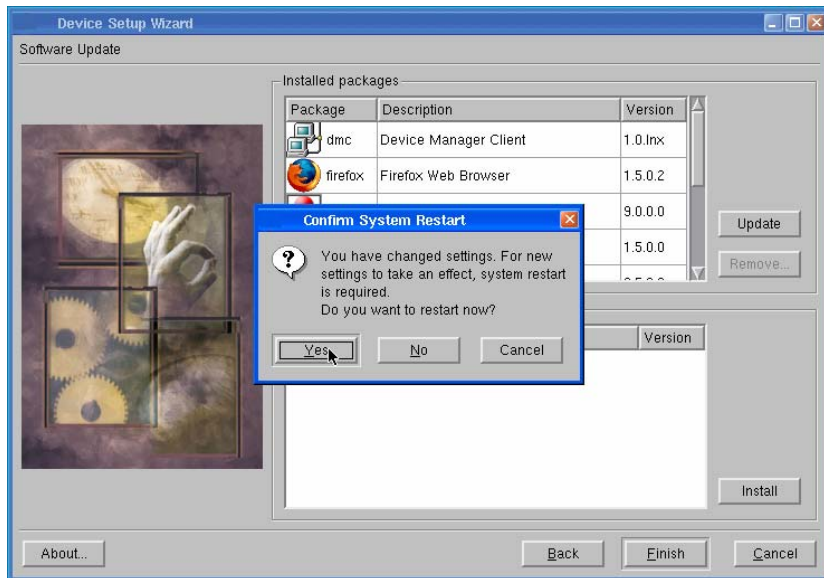 Device Setup Wizard
Software Update
Installed packages
Package Description Version
dmc Device Manager Client 1.0.lnx
firefox Firefox Web Browser 1.5.0.2
9.0.0.0
1.5.0.0
Update
Remove...
Confirm System Restart
You have changed settings. For new
settings to take an effect, system restart
is required.
Do you want to restart now?
Yes No Cancel
Version
Install
About... Back Finish Cancel